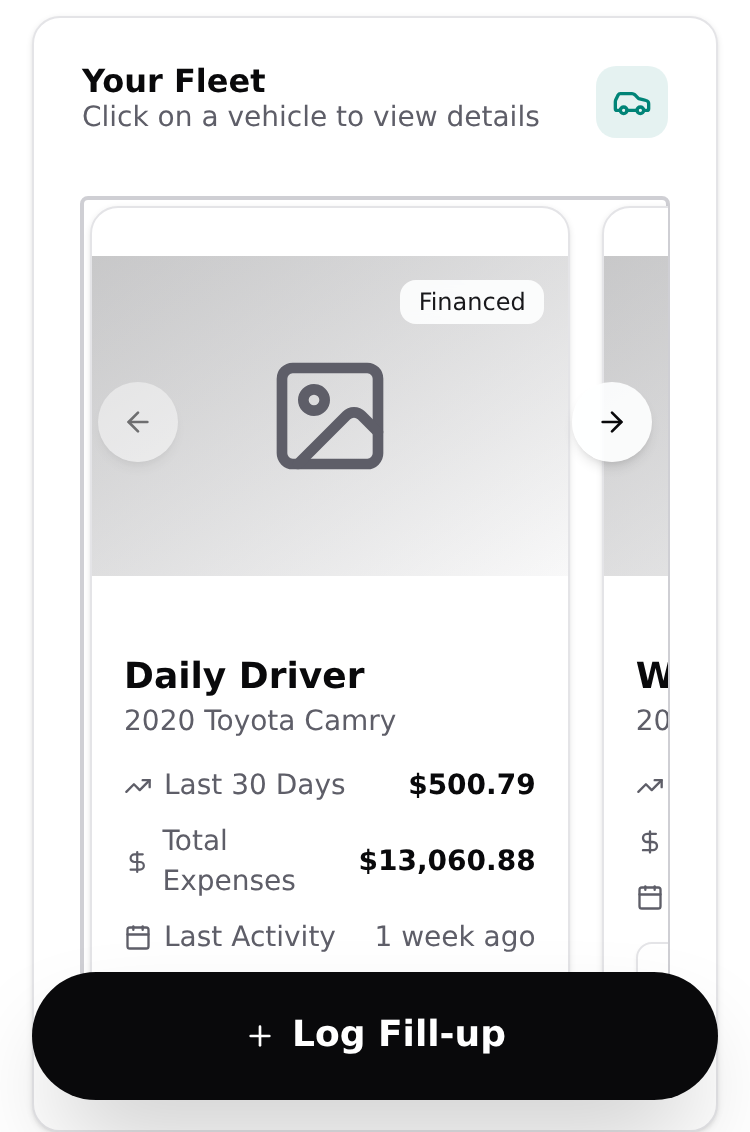 Your Fleet
Click on a vehicle to view details
Financed
Daily Driver
2020 Toyota Camry
Last 30 Days $500.79
Total
Expenses $13,060.88
Last Activity 1 week ago
W
20
$
+ Log Fill-up